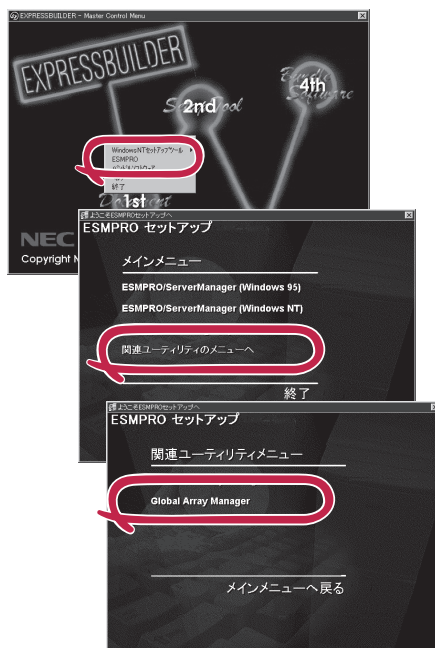 EXPRESSBUILDER - Master Control Menu
EXPRESSBUILDER
2nd
4th
Bundle
Software
WindowsNTセットアップツール
ESMPRO
終了
1st
NEC
Copyright N
ようこそESMPROセットアップへ
ESMPRO セットアップ
メインメニュー
ESMPRO/ServerManager (Windows 95)
ESMPRO/ServerManager (Windows NT)
関連ユーティリティのメニューへ
終了
ようこそESMPROセットアップへ
ESMPRO セットアップ
関連ユーティリティメニュー
Global Array Manager
メインメニューへ戻る